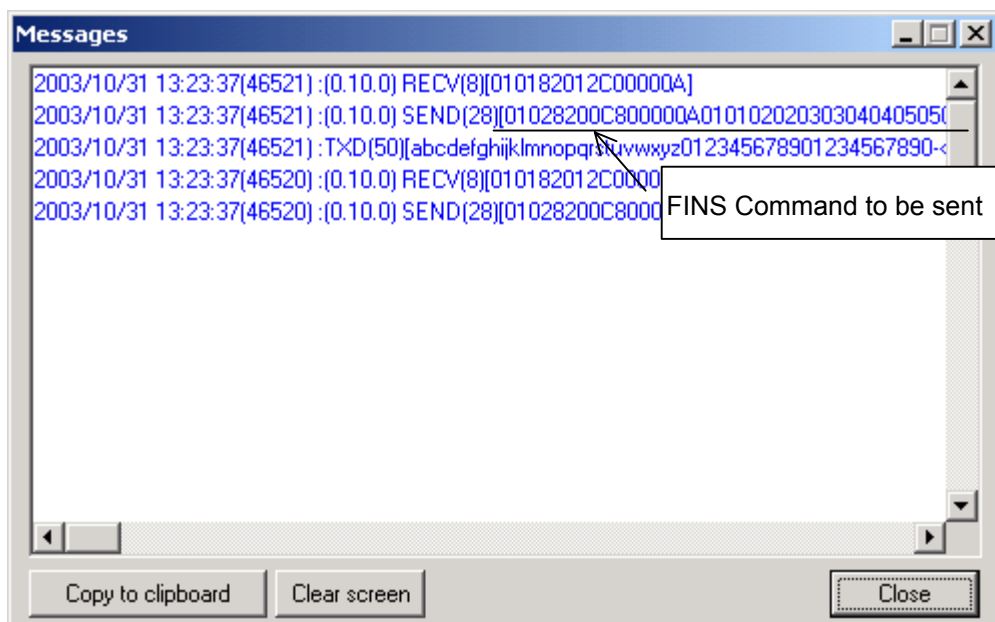 Messages
2003/10/31 13:23:37(46521) :(0.10.0) RECV(8)[010182012C00000A]
2003/10/31 13:23:37(46521) :(0.10.0) SEND(28)[01028200C800000A01010202030304040505
2003/10/31 13:23:37(46521) :TXD(50)[abcdefghijklmnopqrstuvwxyz012345678901234567890-<
2003/10/31 13:23:37(46520) :(0.10.0) RECV(8)[010182012C0000
2003/10/31 13:23:37(46520) :(0.10.0) SEND(28)[01028200C8000
FINS Command to be sent
Copy to clipboard
Clear screen
Close